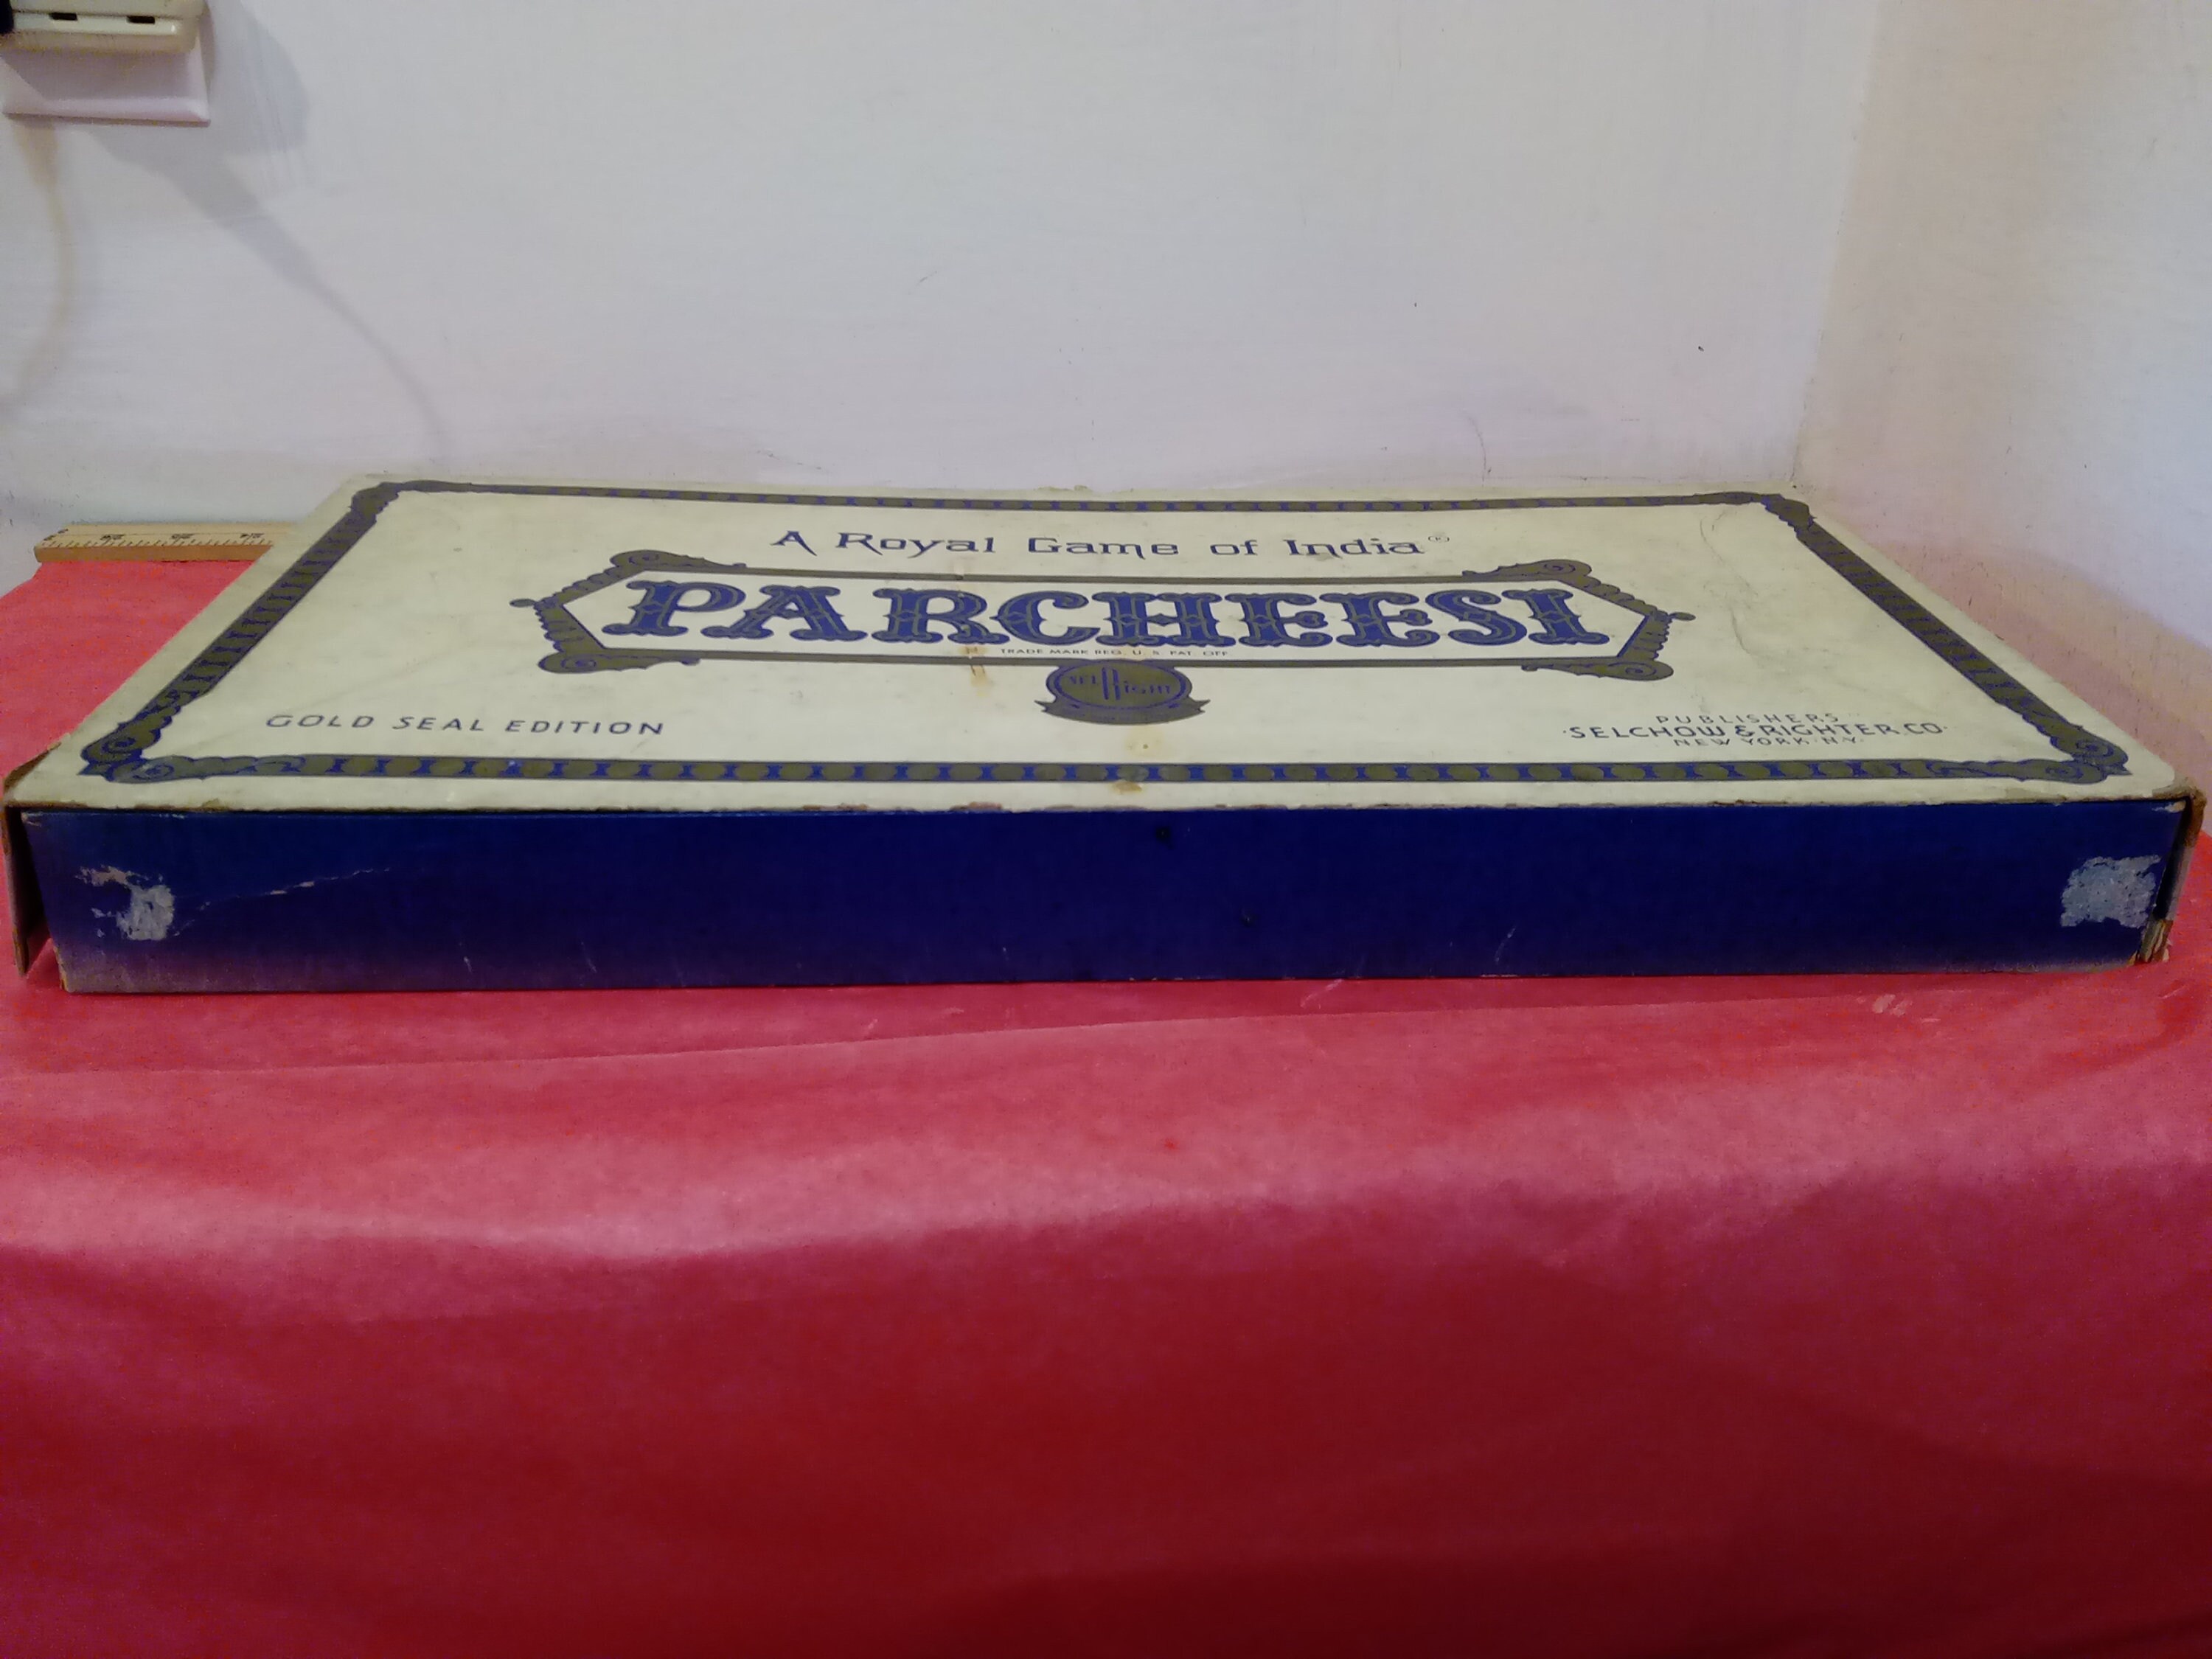 A Royal Game of India®
PARCHEESI
TRADE MARK REG. U. S. PAT. OFF.
SELRIGHT
GOLD SEAL EDITION
PUBLISHERS
·SELCHOW & RIGHTER·CO·
NEW YORK·N·Y·